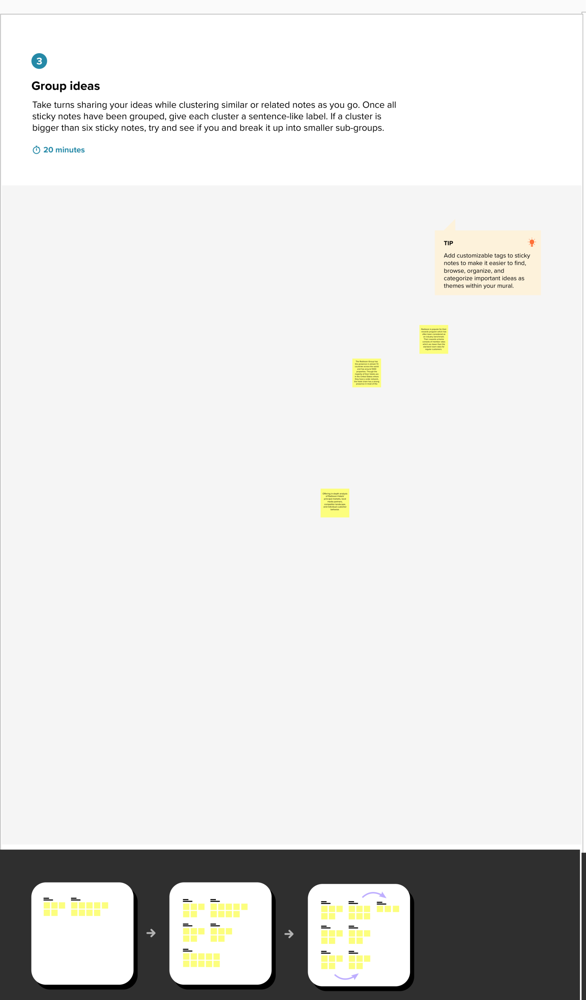 3
Group ideas
Take turns sharing your ideas while clustering similar or related notes as you go. Once all
sticky notes have been grouped, give each cluster a sentence-like label. If a cluster is
bigger than six sticky notes, try and see if you and break it up into smaller sub-groups.
20 minutes
TIP
Add customizable tags to sticky
notes to make it easier to find,
browse, organize, and
categorize important ideas as
themes within your mural.
Radisson is popular for their
rewards program which has
often been considered as
an industry benchmark.
Their rewards scheme
consists of member rates
which are lower than the
standard room rates for
regular customers.
The Radisson Group has
the presence in almost 73
countries across the world
and has around 1000
properties. Though the
majority of their hotels are
in the United States where
they have a wide network,
the hotel chain has a strong
presence in most of the
Offering in-depth analysis
of Radisson Hotels'
principal markets, local
media partners,
competitor landscape,
and individual customer
behavior.